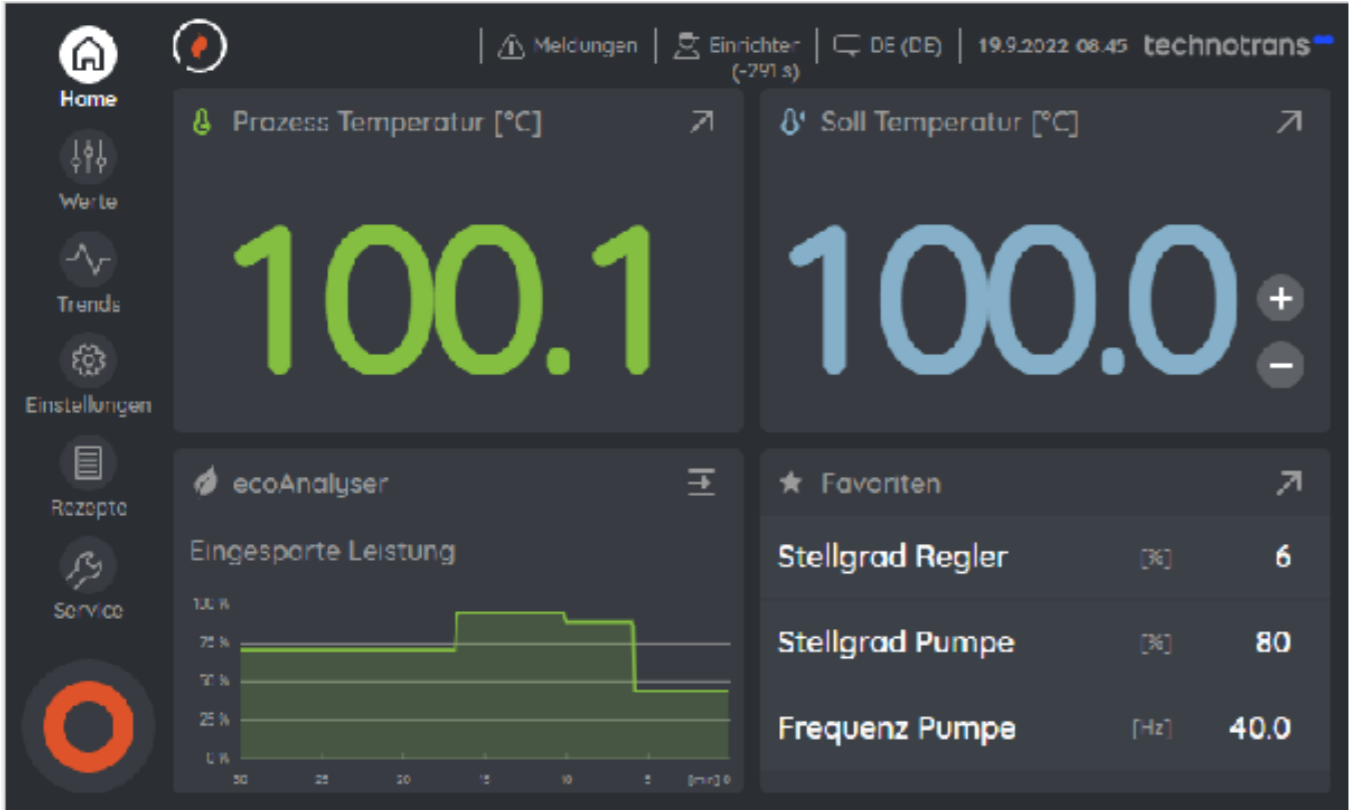 Meldungen
Einrichter
(-291 s)
DE (DE)
19.9.2022 08.45
technotrans
Home
Werte
Trends
Einstellungen
Rezepte
Service
Prozess Temperatur [°C]
100.1
Soll Temperatur [°C]
100.0
+
−
ecoAnalyser
Eingesparte Leistung
100 %
75 %
50 %
25 %
0 %
30 25 20 15 10 5 [min] 0
Favoriten
Stellgrad Regler [%] 6
Stellgrad Pumpe [%] 80
Frequenz Pumpe [Hz] 40.0